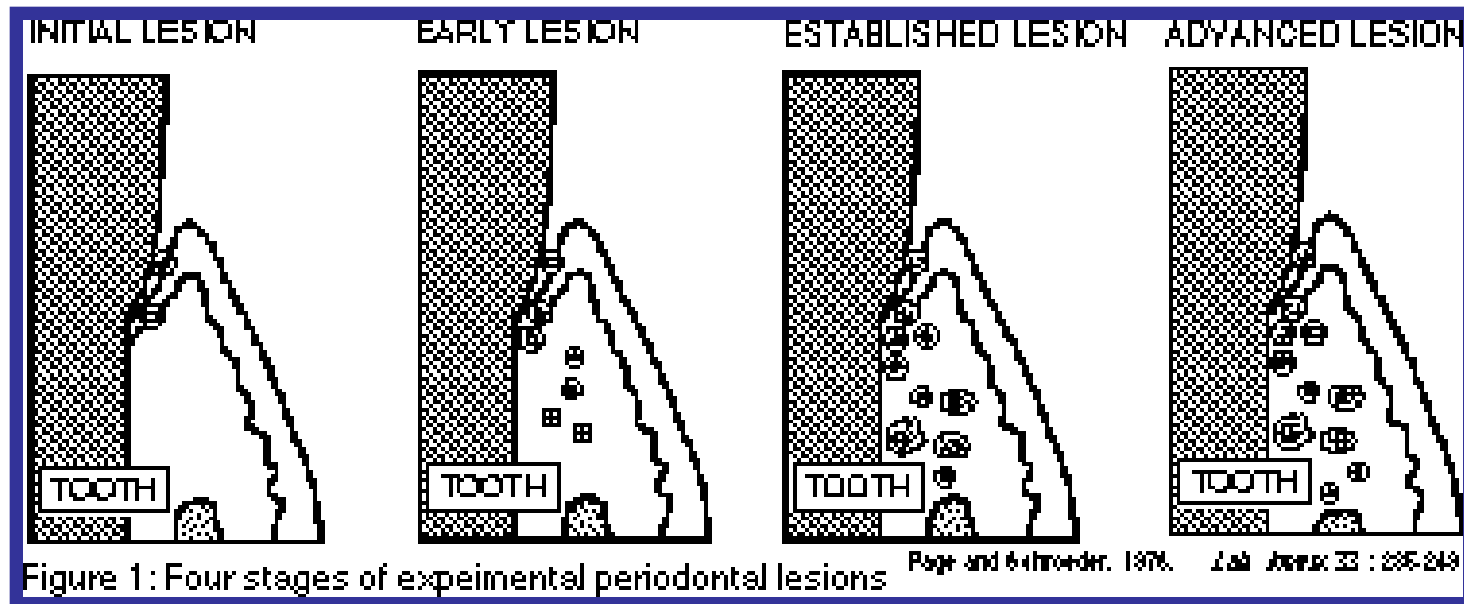 INITIAL LESION
EARLY LESION
ESTABLISHED LESION
ADVANCED LESION
TOOTH
TOOTH
TOOTH
TOOTH
Page and Schroeder. 1976. 33 :
Figure 1: Four stages of expeimental periodontal lesions